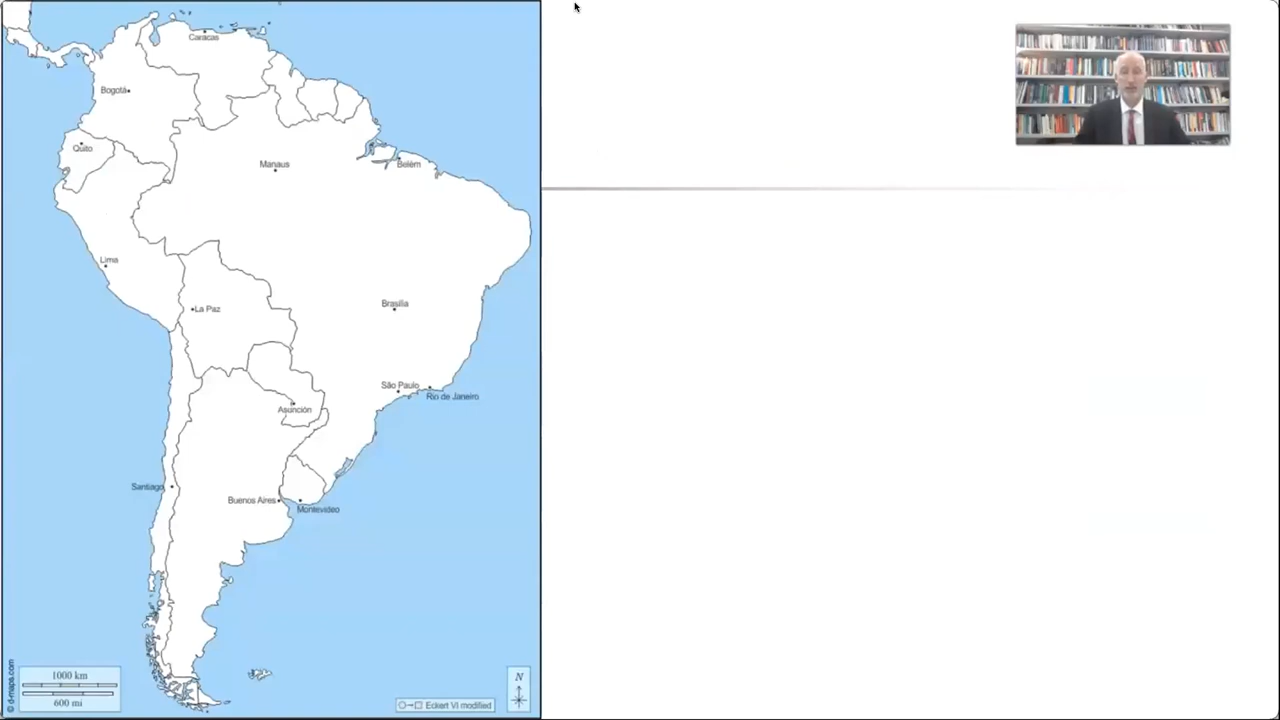 Caracas
Bogotá
Quito
Manaus
Belém
Lima
La Paz
Brasília
São Paulo
Rio de Janeiro
Asunción
Santiago
Buenos Aires
Montevideo
1000 km
600 mi
N
Eckert VI modified
© d-maps.com